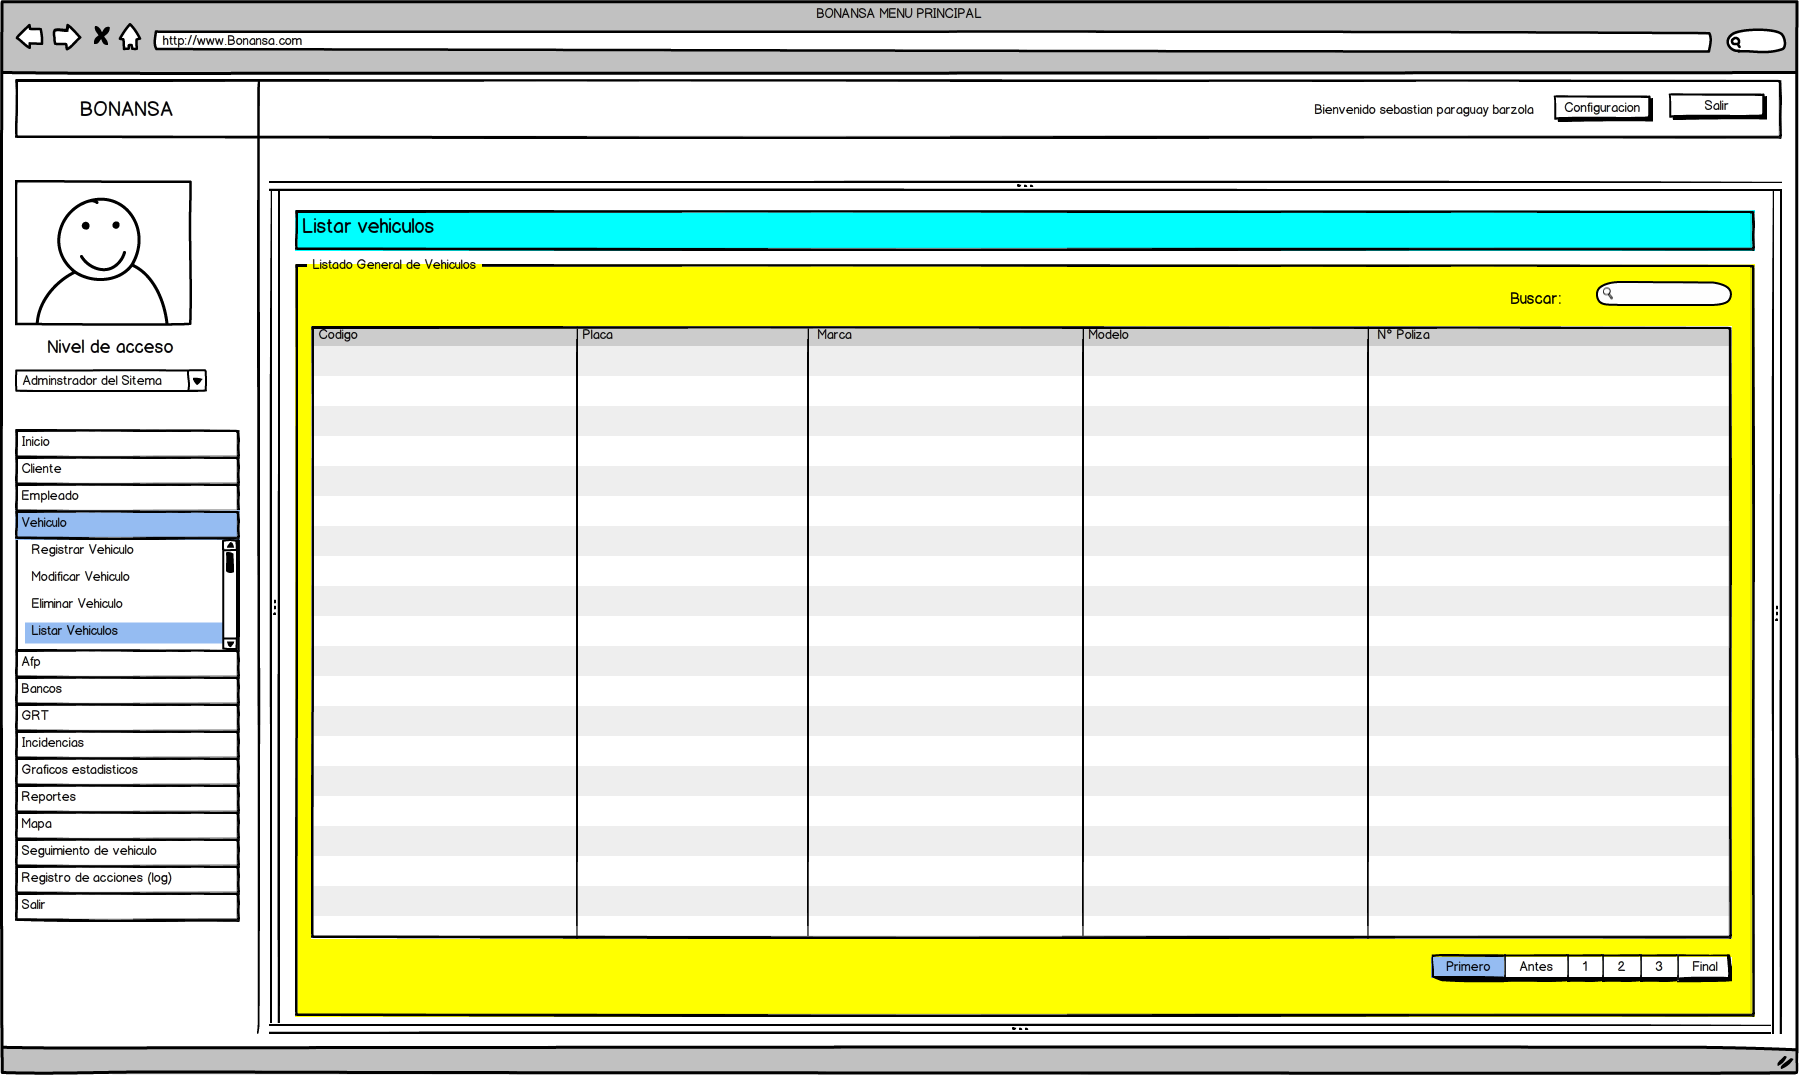 BONANSA MENU PRINCIPAL
http://www.Bonansa.com
BONANSA
Bienvenido sebastian paraguay barzola
Configuracion
Salir
Nivel de acceso
Adminstrador del Sitema
Inicio
Cliente
Empleado
Vehiculo
Registrar Vehiculo
Modificar Vehiculo
Eliminar Vehiculo
Listar Vehiculos
Afp
Bancos
GRT
Incidencias
Graficos estadisticos
Reportes
Mapa
Seguimiento de vehiculo
Registro de acciones (log)
Salir
Listar vehiculos
Listado General de Vehiculos
Buscar:
Codigo Placa Marca Modelo Nº Poliza
Primero Antes 1 2 3 Final